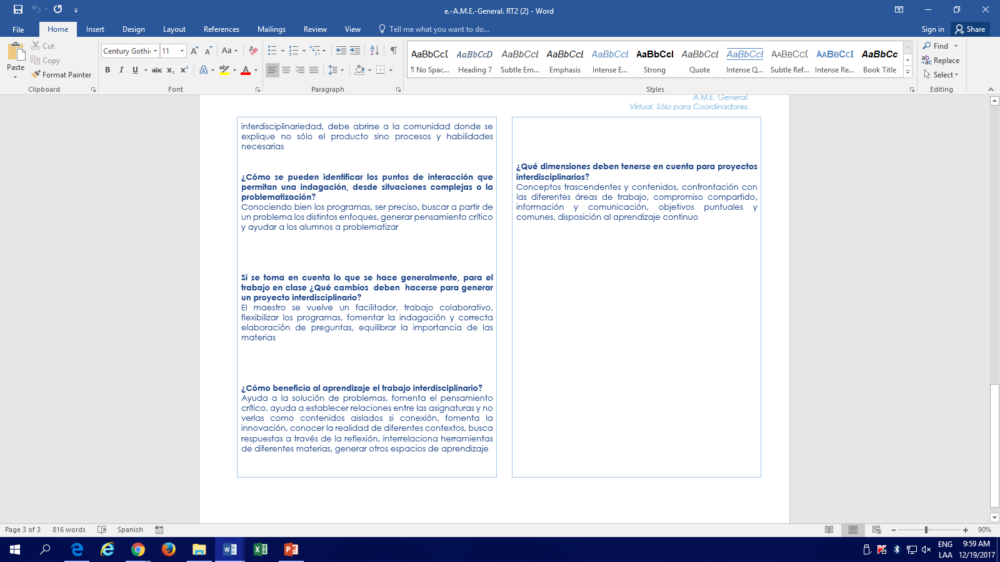 e.-A.M.E.-General. RT2 (2) - Word
File Home Insert Design Layout References Mailings Review View Tell me what you want to do... Sign in Share
Paste
Cut
Copy
Format Painter
Clipboard
Century Gothi 11
Font
Paragraph
AaBbCcD AaBbCcD AaBbCcI AaBbCcL AaBbCcL AaBbCcI AaBbCcI AaBbCcL AABBCCD AABBCCD AaBbCc
¶ No Spac... Heading 7 Subtle Em... Emphasis Intense E... Strong Quote Intense Q... Subtle Ref... Intense Re... Book Title
Styles
Find
Replace
Select
Editing
A.M.E. General.
Virtual. Sólo para Coordinadores.
interdisciplinariedad, debe abrirse a la comunidad donde se
explique no sólo el producto sino procesos y habilidades
necesarias
¿Cómo se pueden identificar los puntos de interacción que
permitan una indagación, desde situaciones complejas o la
problematización?
Conociendo bien los programas, ser preciso, buscar a partir de
un problema los distintos enfoques, generar pensamiento crítico
y ayudar a los alumnos a problematizar
Si se toma en cuenta lo que se hace generalmente, para el
trabajo en clase ¿Qué cambios deben hacerse para generar
un proyecto interdisciplinario?
El maestro se vuelve un facilitador, trabajo colaborativo,
flexibilizar los programas, fomentar la indagación y correcta
elaboración de preguntas, equilibrar la importancia de las
materias
¿Cómo beneficia al aprendizaje el trabajo interdisciplinario?
Ayuda a la solución de problemas, fomenta el pensamiento
crítico, ayuda a establecer relaciones entre las asignaturas y no
verlas como contenidos aislados si conexión, fomenta la
innovación, conocer la realidad de diferentes contextos, busca
respuestas a través de la reflexión, interrelaciona herramientas
de diferentes materias, generar otros espacios de aprendizaje
¿Qué dimensiones deben tenerse en cuenta para proyectos
interdisciplinarios?
Conceptos trascendentes y contenidos, confrontación con
las diferentes áreas de trabajo, compromiso compartido,
información y comunicación, objetivos puntuales y
comunes, disposición al aprendizaje continuo
Page 3 of 3 816 words Spanish 90%
ENG 9:59 AM
LAA 12/19/2017